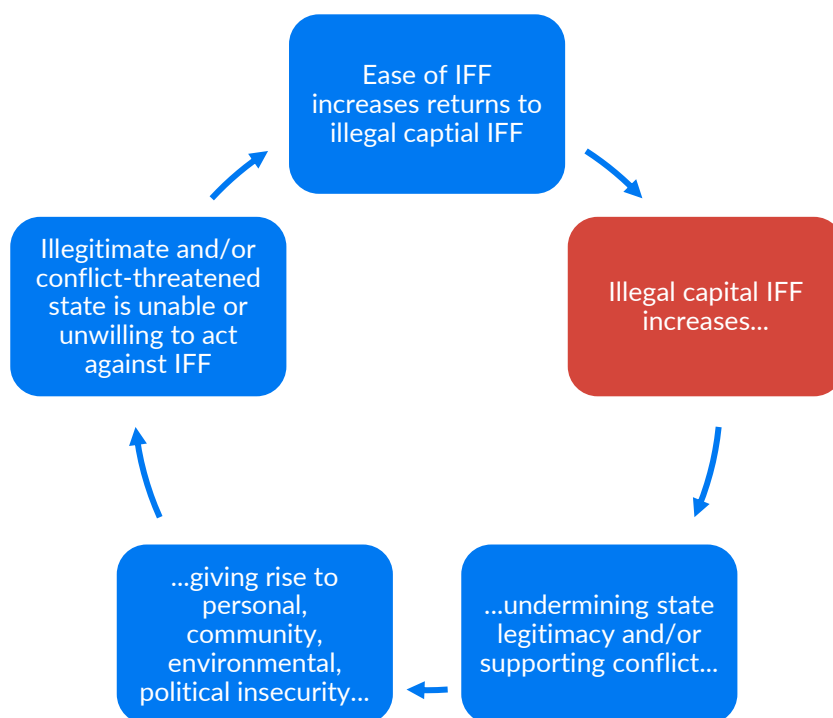 Ease of IFF
increases returns to
illegal captial IFF
Illegal capital IFF
increases...
...undermining state
legitimacy and/or
supporting conflict...
...giving rise to
personal,
community,
environmental,
political insecurity...
Illegitimate and/or
conflict-threatened
state is unable or
unwilling to act
against IFF